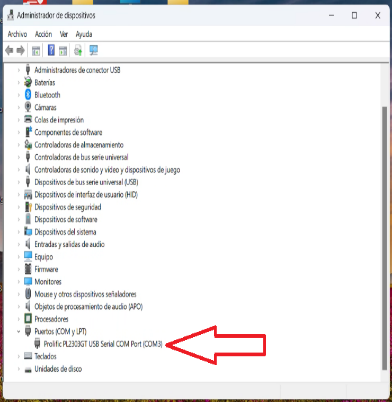 Administrador de dispositivos
Archivo Acción Ver Ayuda
Administradores de conector USB
Baterías
Bluetooth
Cámaras
Colas de impresión
Componentes de software
Controladoras de almacenamiento
Controladoras de bus serie universal
Controladoras de sonido y vídeo y dispositivos de juego
Dispositivos de bus serie universal (USB)
Dispositivos de interfaz de usuario (HID)
Dispositivos de seguridad
Dispositivos de software
Dispositivos del sistema
Entradas y salidas de audio
Equipo
Firmware
Monitores
Mouse y otros dispositivos señaladores
Objetos de procesamiento de audio (APO)
Procesadores
Puertos (COM y LPT)
Prolific PL2303GT USB Serial COM Port (COM3)
Teclados
Unidades de disco